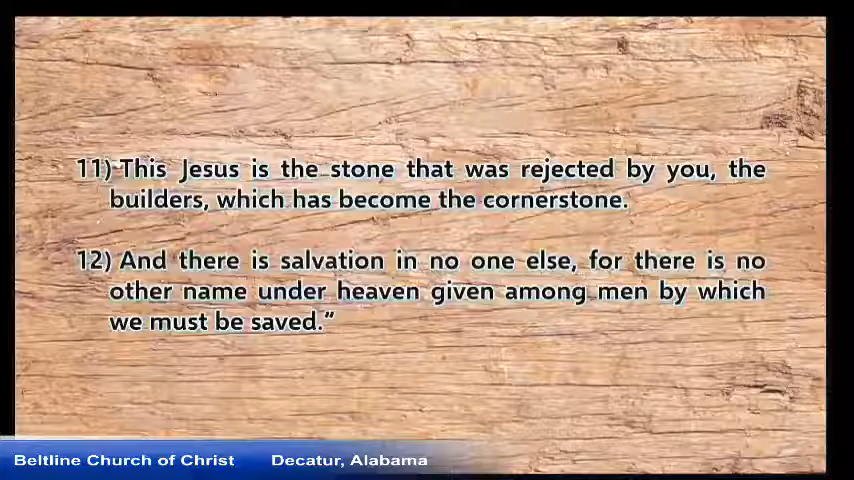 11) This Jesus is the stone that was rejected by you, the
builders, which has become the cornerstone.
12) And there is salvation in no one else, for there is no
other name under heaven given among men by which
we must be saved.”
Beltline Church of Christ Decatur, Alabama